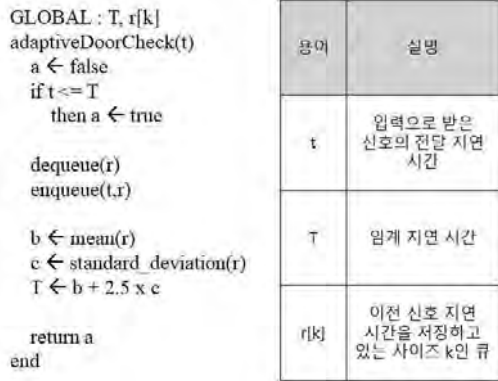 GLOBAL : T, r[k]
adaptiveDoorCheck(t)
a ← false
if t <= T
then a ← true
dequeue(r)
enqueue(t,r)
b ← mean(r)
c ← standard_deviation(r)
T ← b + 2.5 x c
return a
end
용어
설명
t
입력으로 받은
신호의 전달 지연
시간
T
임계 지연 시간
r[k]
이전 신호 지연
시간을 저장하고
있는 사이즈 k인 큐